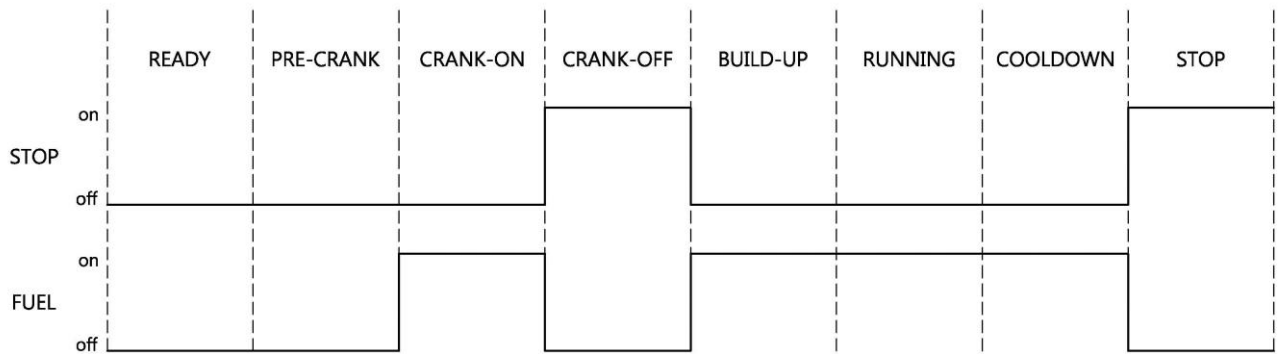 READY PRE-CRANK CRANK-ON CRANK-OFF BUILD-UP RUNNING COOLDOWN STOP
on
STOP
off
on
FUEL
off